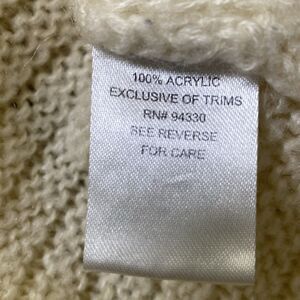 100% ACRYLIC
EXCLUSIVE OF TRIMS
RN# 94330
SEE REVERSE
FOR CARE